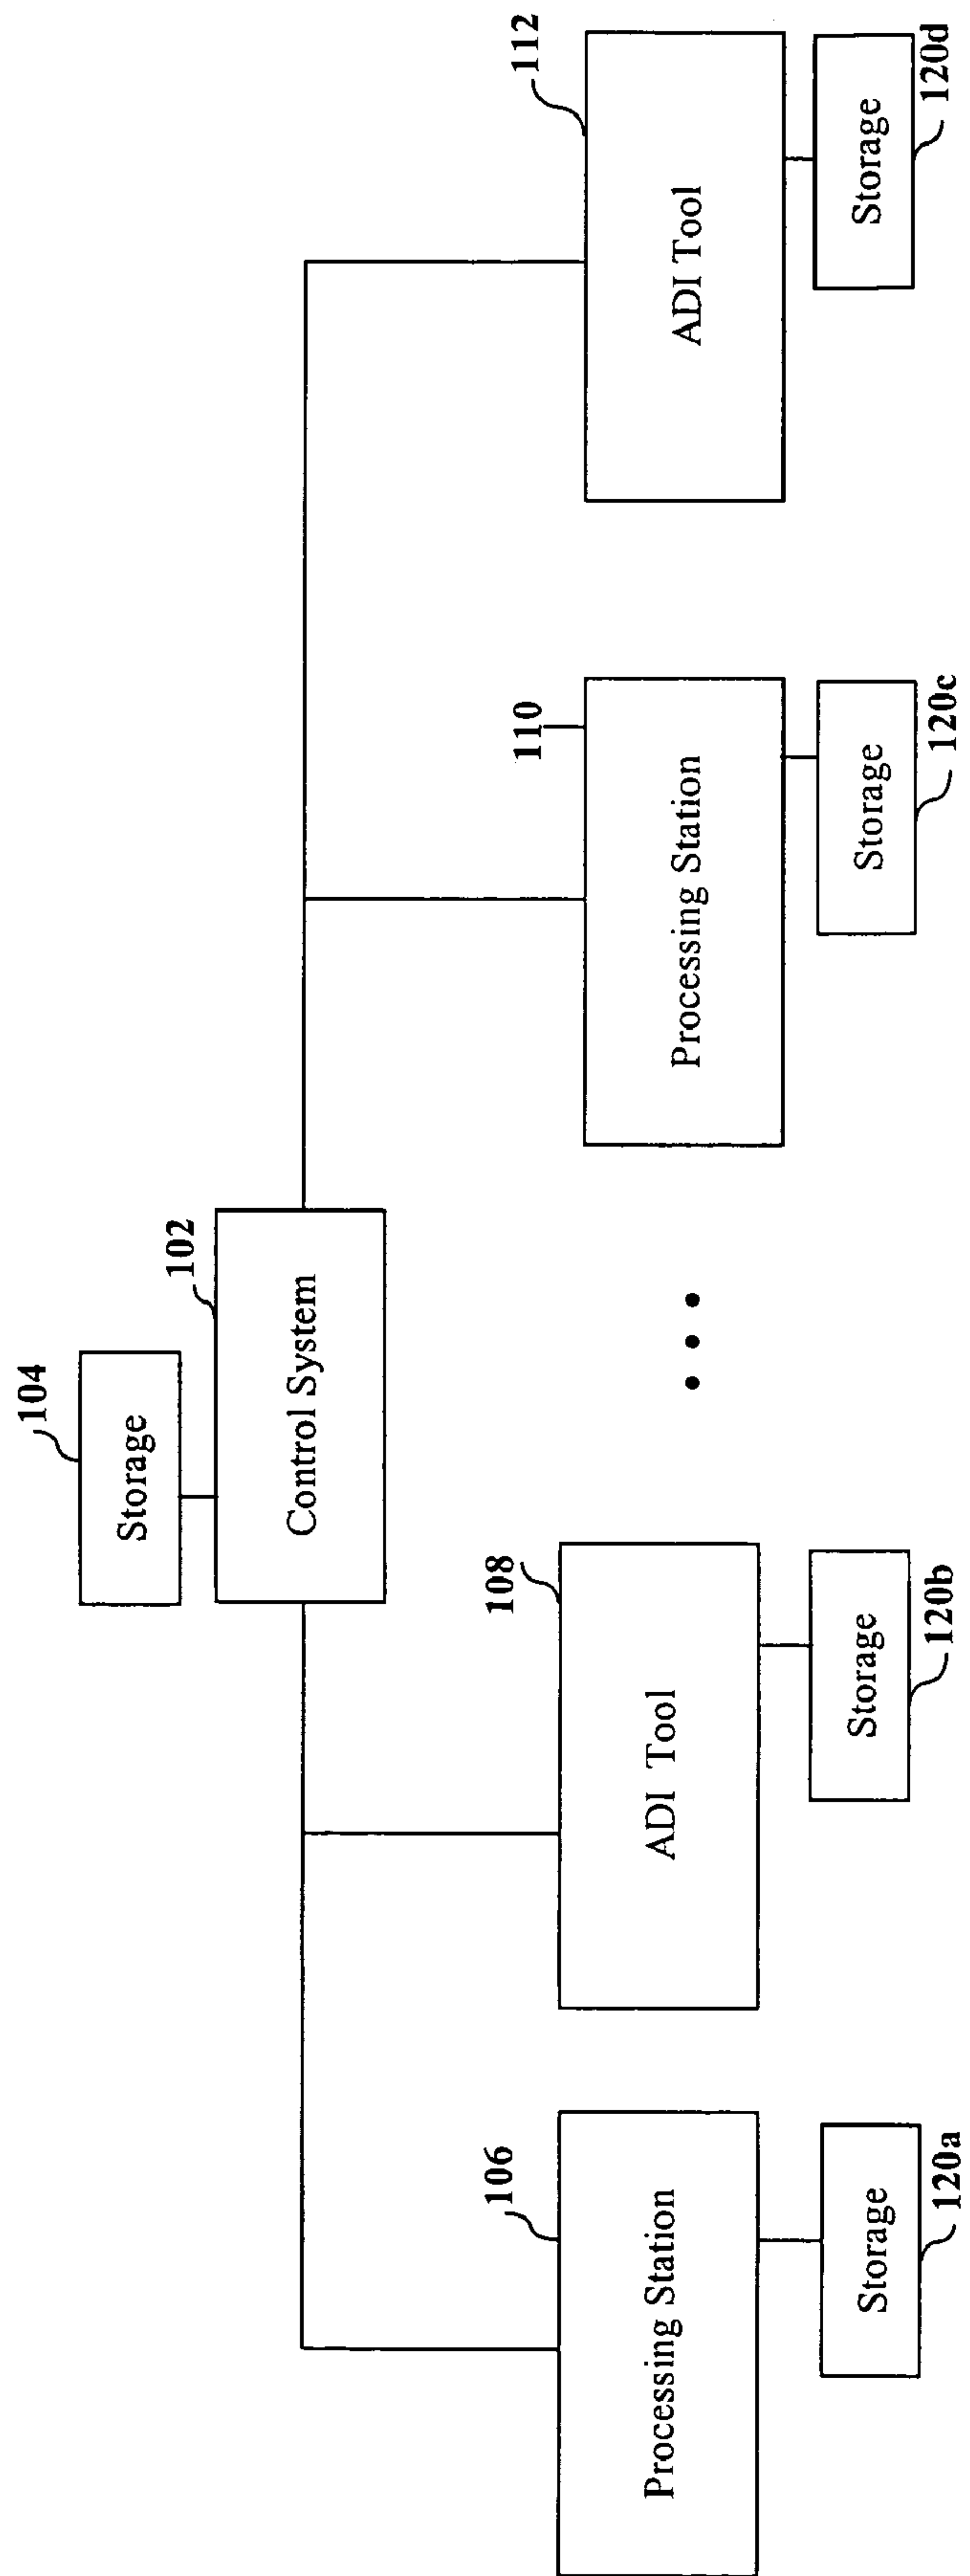 104
Storage
102
Control System
106
Processing Station
Storage
120a
108
ADI Tool
Storage
120b
110
Processing Station
Storage
120c
112
ADI Tool
Storage
120d